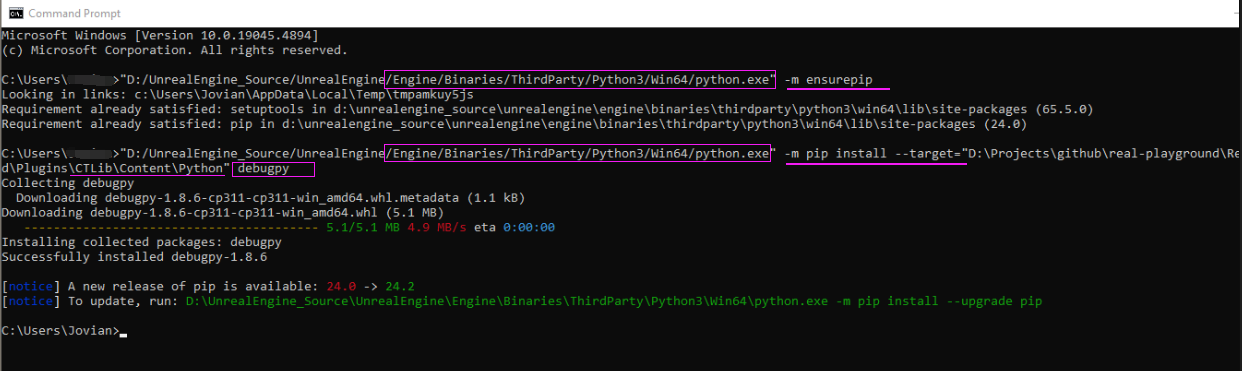 Command Prompt
Microsoft Windows [Version 10.0.19045.4894]
(c) Microsoft Corporation. All rights reserved.
C:\Users\>"D:/UnrealEngine_Source/UnrealEngine/Engine/Binaries/ThirdParty/Python3/Win64/python.exe" -m ensurepip
Looking in links: c:\Users\Jovian\AppData\Local\Temp\tmpamkuy5js
Requirement already satisfied: setuptools in d:\unrealengine_source\unrealengine\engine\binaries\thirdparty\python3\win64\lib\site-packages (65.5.0)
Requirement already satisfied: pip in d:\unrealengine_source\unrealengine\engine\binaries\thirdparty\python3\win64\lib\site-packages (24.0)
C:\Users\>"D:/UnrealEngine_Source/UnrealEngine/Engine/Binaries/ThirdParty/Python3/Win64/python.exe" -m pip install --target="D:\Projects\github\real-playground\Re
d\Plugins\CTLib\Content\Python" debugpy
Collecting debugpy
  Downloading debugpy-1.8.6-cp311-cp311-win_amd64.whl.metadata (1.1 kB)
Downloading debugpy-1.8.6-cp311-cp311-win_amd64.whl (5.1 MB)
---------------------------------------- 5.1/5.1 MB 4.9 MB/s eta 0:00:00
Installing collected packages: debugpy
Successfully installed debugpy-1.8.6
[notice] A new release of pip is available: 24.0 -> 24.2
[notice] To update, run: D:\UnrealEngine_Source\UnrealEngine\Engine\Binaries\ThirdParty\Python3\Win64\python.exe -m pip install --upgrade pip
C:\Users\Jovian>